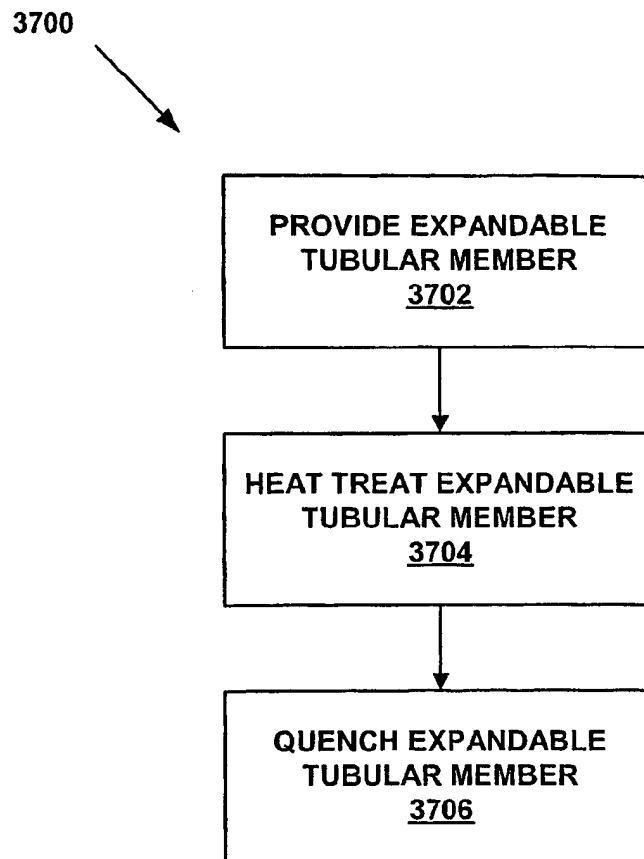 3700
PROVIDE EXPANDABLE
TUBULAR MEMBER
3702
HEAT TREAT EXPANDABLE
TUBULAR MEMBER
3704
QUENCH EXPANDABLE
TUBULAR MEMBER
3706